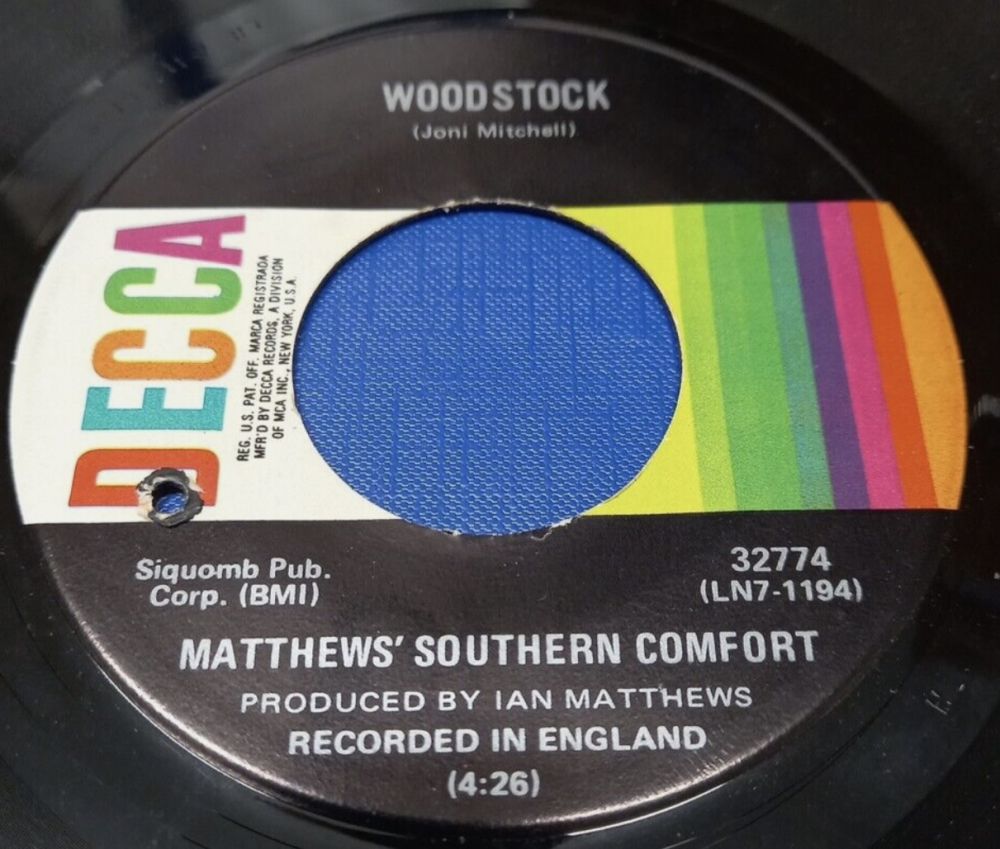 WOODSTOCK
(Joni Mitchell)
DECCA
REG. U.S. PAT. OFF. MARCA REGISTRADA
MFR'D BY DECCA RECORDS, A DIVISION
OF MCA INC., NEW YORK, U.S.A.
Siquomb Pub.
Corp. (BMI)
32774
(LN7-1194)
MATTHEWS' SOUTHERN COMFORT
PRODUCED BY IAN MATTHEWS
RECORDED IN ENGLAND
(4:26)